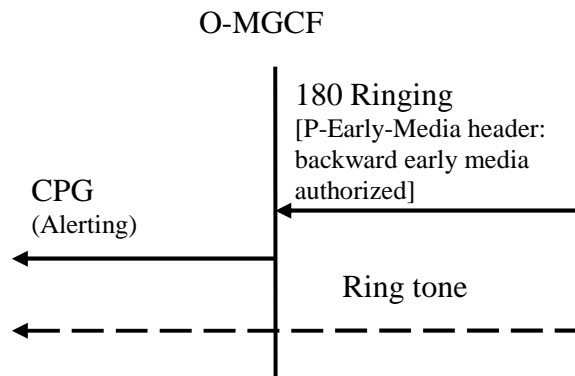 O-MGCF
180 Ringing
[P-Early-Media header:
backward early media
authorized]
CPG
(Alerting)
Ring tone